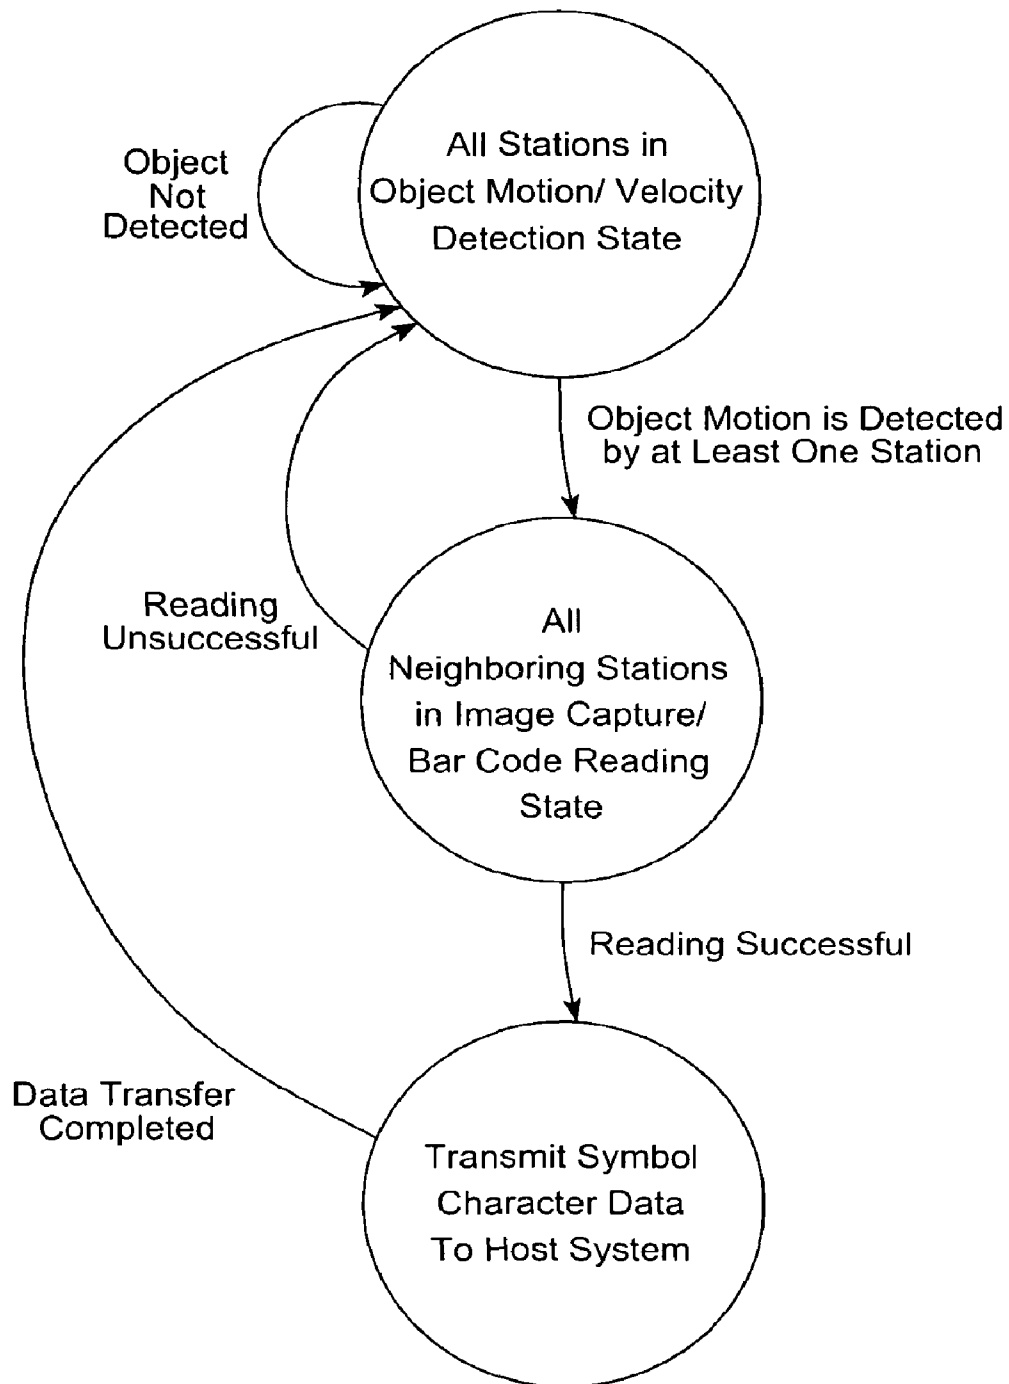 All Stations in
Object Motion/ Velocity
Detection State
Object
Not
Detected
Object Motion is Detected
by at Least One Station
Reading
Unsuccessful
All
Neighboring Stations
in Image Capture/
Bar Code Reading
State
Reading Successful
Data Transfer
Completed
Transmit Symbol
Character Data
To Host System